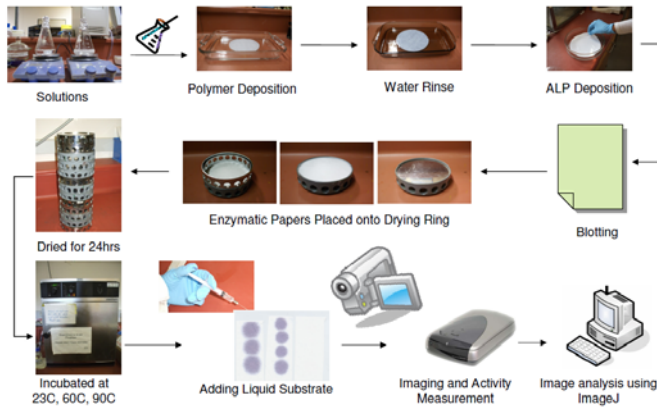 Solutions
Polymer Deposition
Water Rinse
ALP Deposition
Enzymatic Papers Placed onto Drying Ring
Blotting
Dried for 24hrs
Incubated at
23C, 60C, 90C
Adding Liquid Substrate
Imaging and Activity
Measurement
Image analysis using
ImageJ